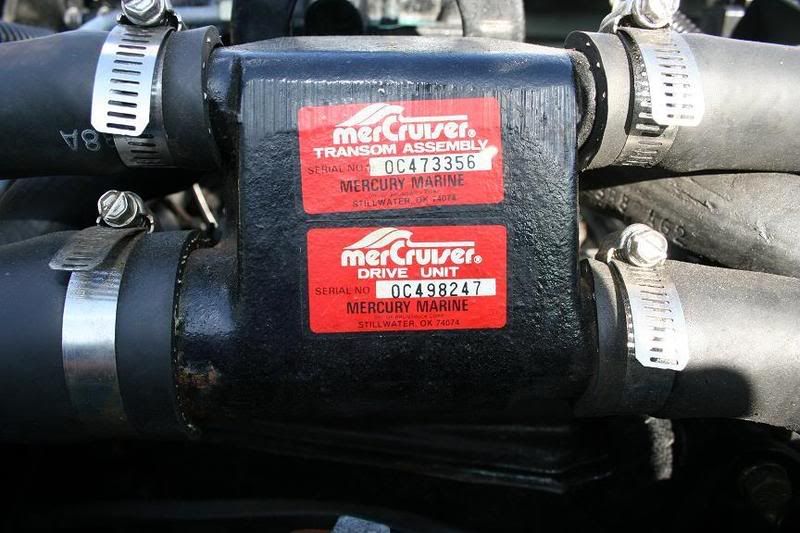 merCruiser®
TRANSOM ASSEMBLY
SERIAL NO. 0C473356
MERCURY MARINE
STILLWATER, OK 74074
merCruiser®
DRIVE UNIT
SERIAL NO 0C498247
MERCURY MARINE
STILLWATER, OK 74074